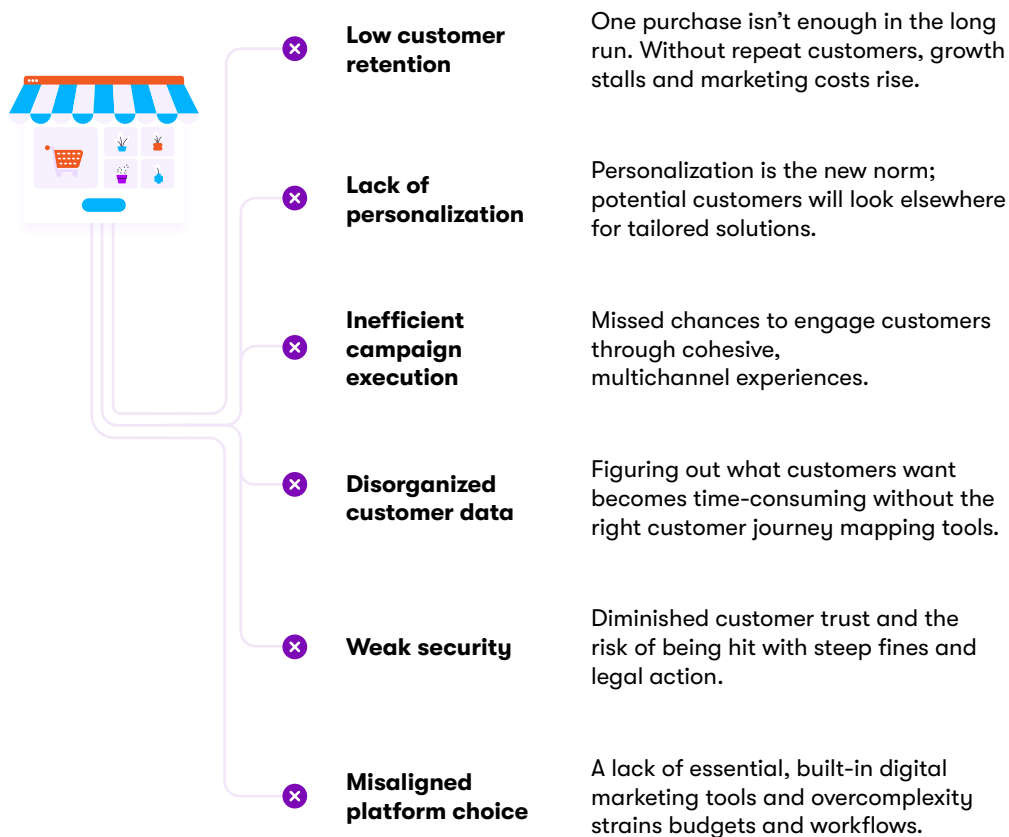 Low customer
retention
One purchase isn't enough in the long
run. Without repeat customers, growth
stalls and marketing costs rise.
Lack of
personalization
Personalization is the new norm;
potential customers will look elsewhere
for tailored solutions.
Inefficient
campaign
execution
Missed chances to engage customers
through cohesive,
multichannel experiences.
Disorganized
customer data
Figuring out what customers want
becomes time-consuming without the
right customer journey mapping tools.
Weak security
Diminished customer trust and the
risk of being hit with steep fines and
legal action.
Misaligned
platform choice
A lack of essential, built-in digital
marketing tools and overcomplexity
strains budgets and workflows.